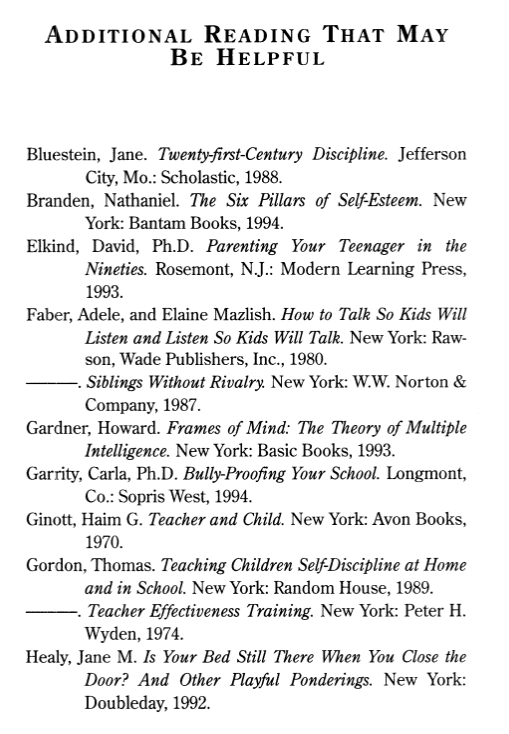 ADDITIONAL READING THAT MAY
BE HELPFUL
Bluestein, Jane. Twenty-first-Century Discipline. Jefferson
City, Mo.: Scholastic, 1988.
Branden, Nathaniel. The Six Pillars of Self-Esteem. New
York: Bantam Books, 1994.
Elkind, David, Ph.D. Parenting Your Teenager in the
Nineties. Rosemont, N.J.: Modern Learning Press,
1993.
Faber, Adele, and Elaine Mazlish. How to Talk So Kids Will
Listen and Listen So Kids Will Talk. New York: Raw-
son, Wade Publishers, Inc., 1980.
———. Siblings Without Rivalry. New York: W.W. Norton &
Company, 1987.
Gardner, Howard. Frames of Mind: The Theory of Multiple
Intelligence. New York: Basic Books, 1993.
Garrity, Carla, Ph.D. Bully-Proofing Your School. Longmont,
Co.: Sopris West, 1994.
Ginott, Haim G. Teacher and Child. New York: Avon Books,
1970.
Gordon, Thomas. Teaching Children Self-Discipline at Home
and in School. New York: Random House, 1989.
———. Teacher Effectiveness Training. New York: Peter H.
Wyden, 1974.
Healy, Jane M. Is Your Bed Still There When You Close the
Door? And Other Playful Ponderings. New York:
Doubleday, 1992.